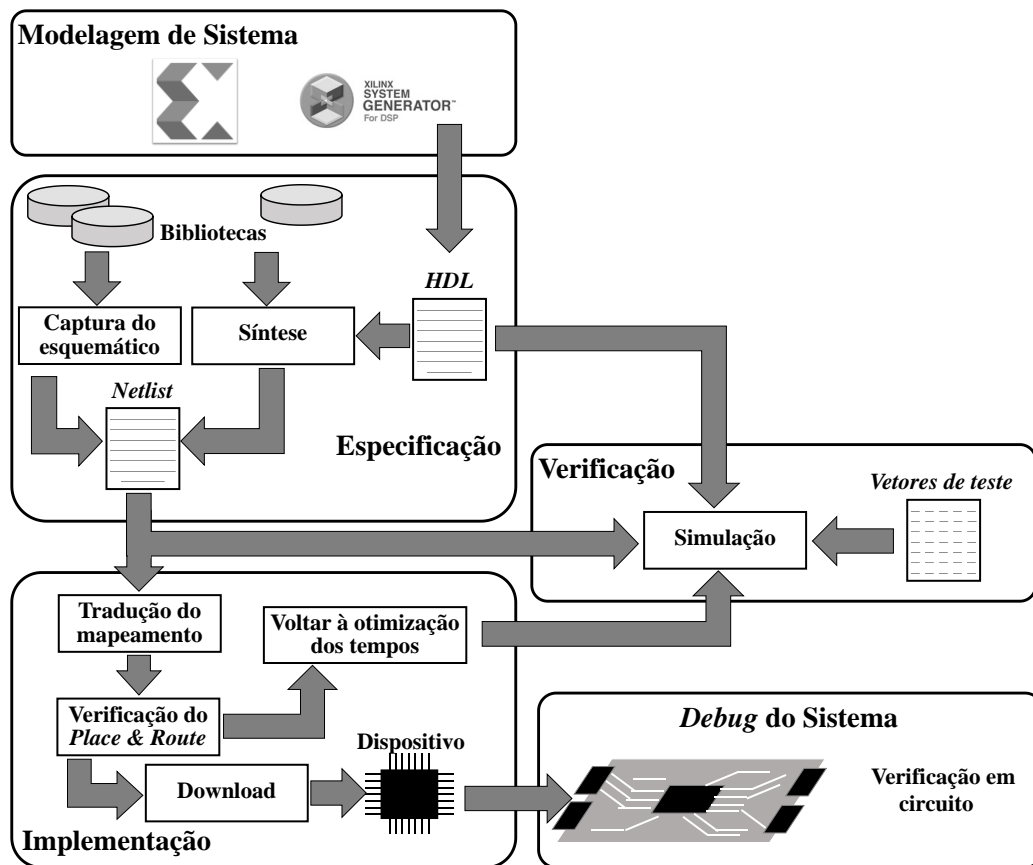 Modelagem de Sistema
XILINX
SYSTEM
GENERATOR™
For DSP
Bibliotecas
HDL
Captura do
esquemático
Síntese
Netlist
Especificação
Verificação
Vetores de teste
Simulação
Tradução do
mapeamento
Voltar à otimização
dos tempos
Verificação do
Place & Route
Dispositivo
Download
Implementação
Debug do Sistema
Verificação em
circuito